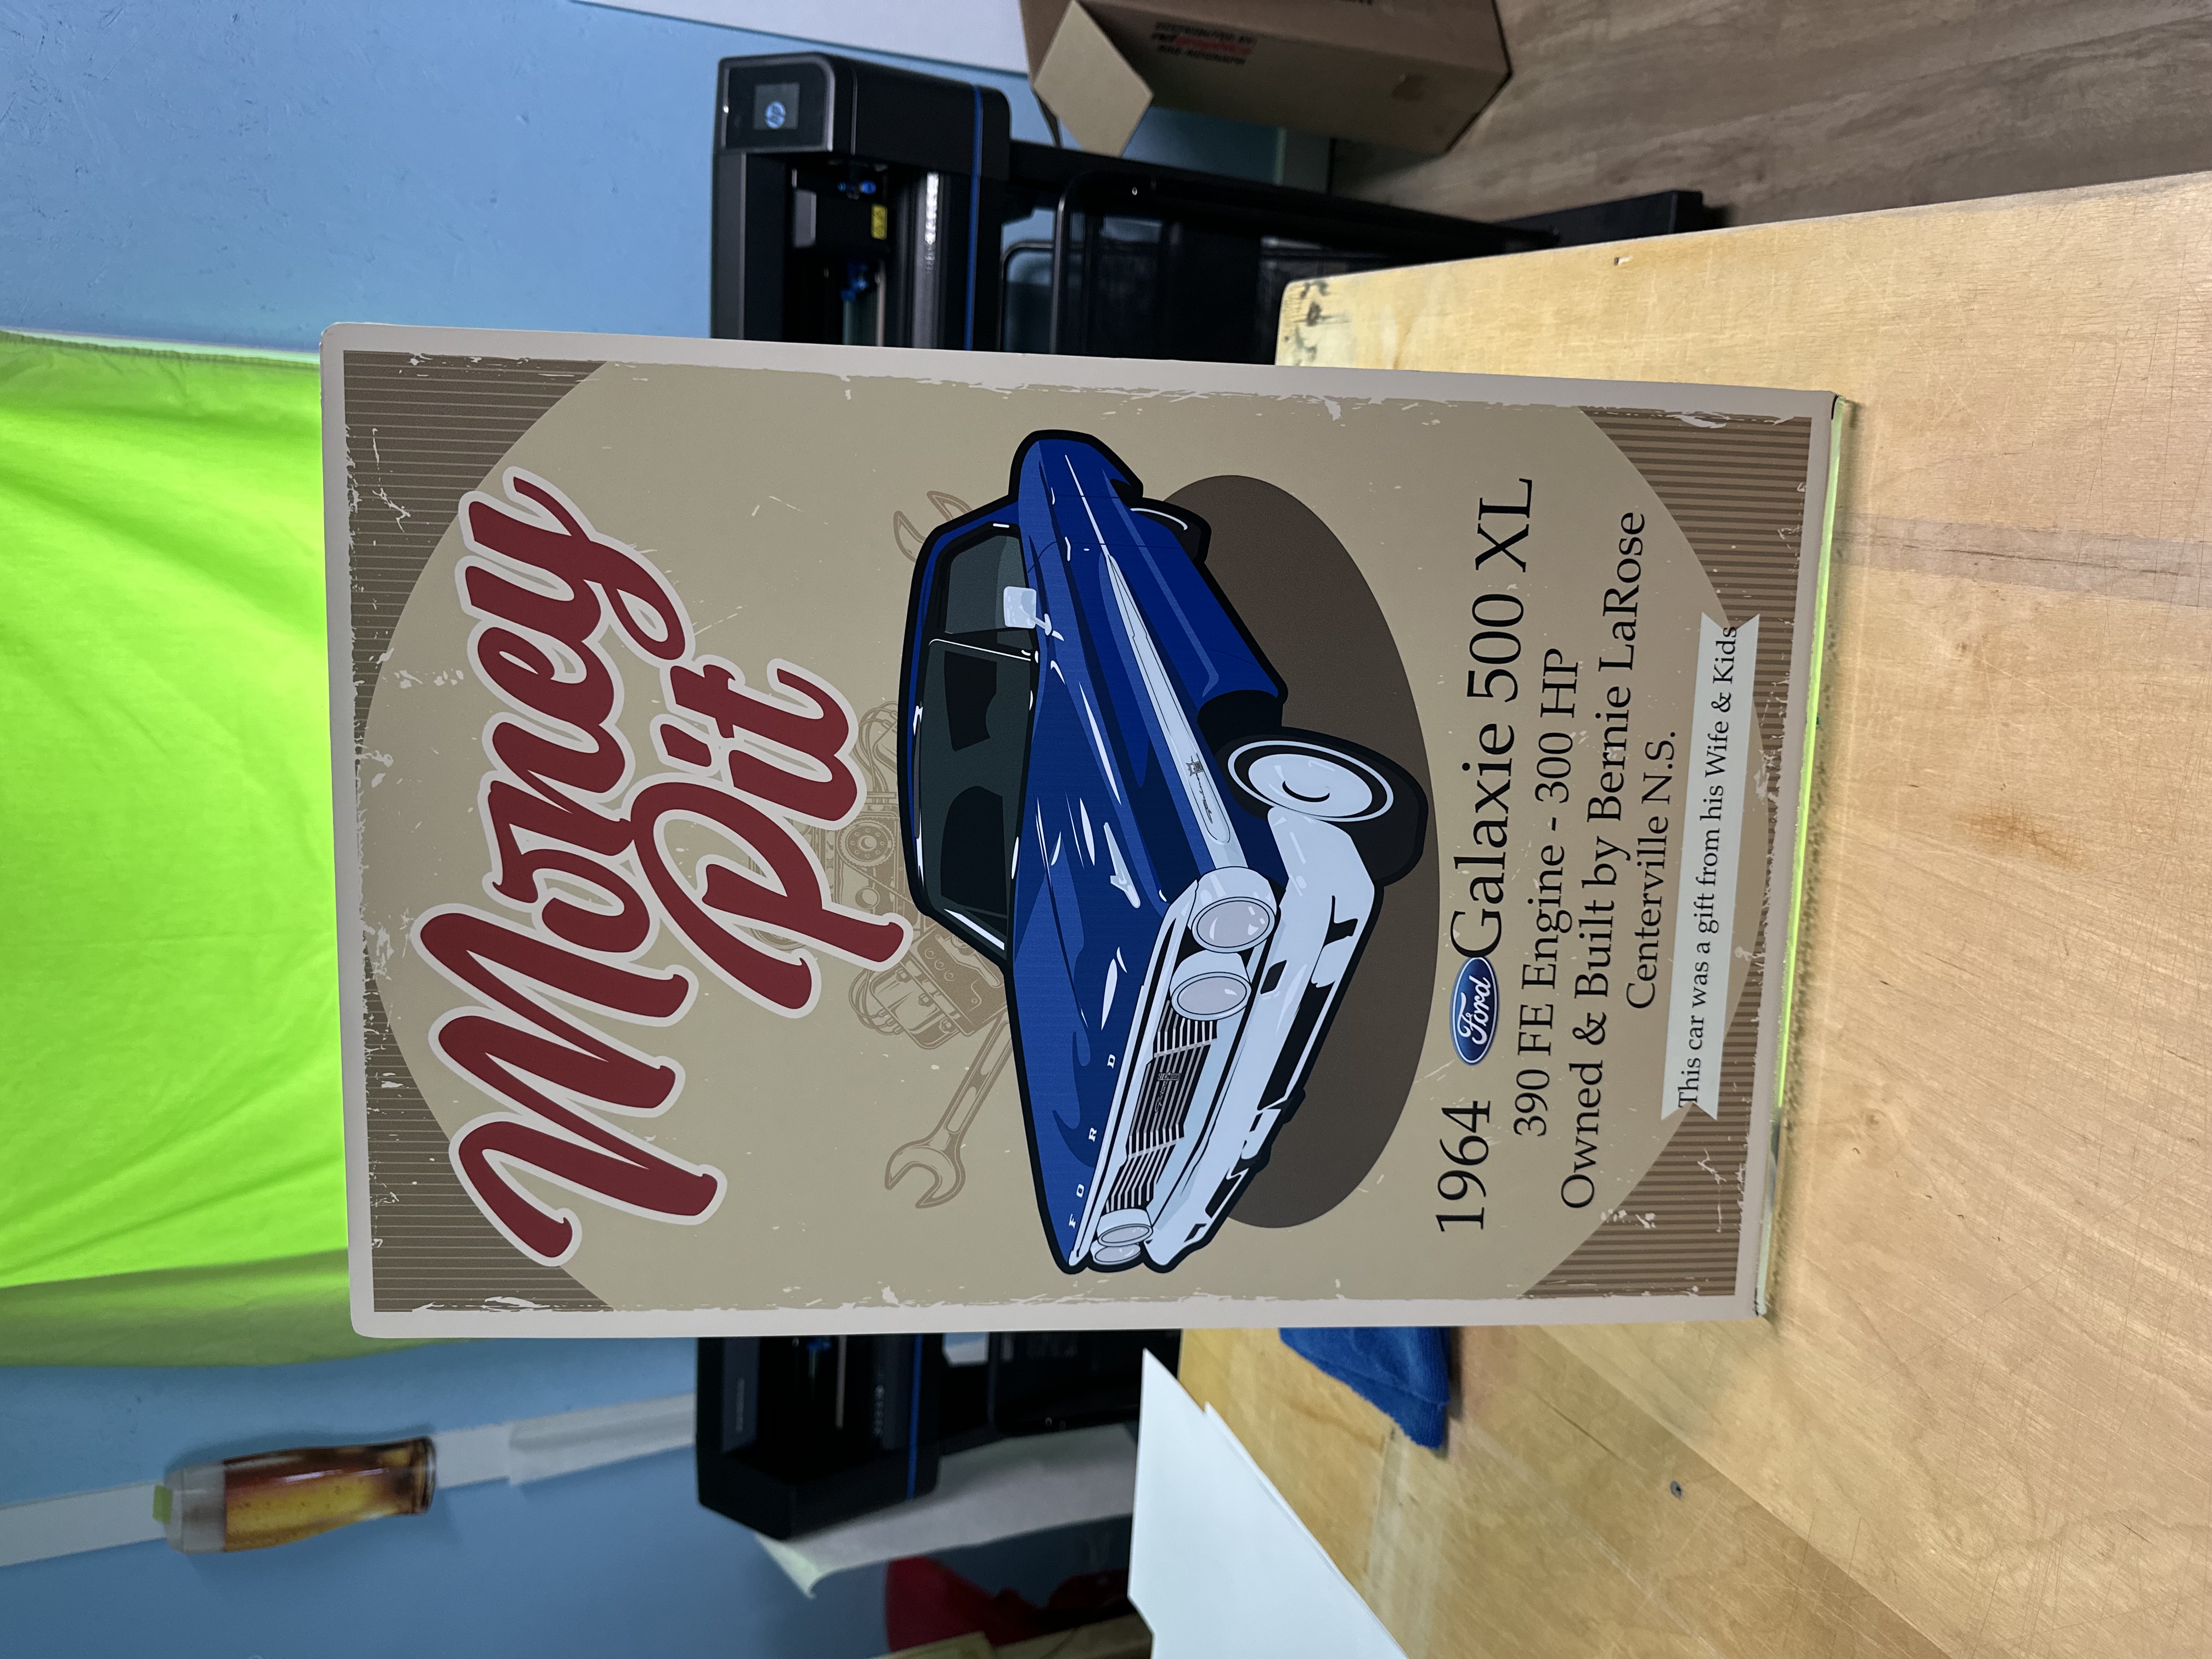 Money
Pit
F O R D
1964 Ford Galaxie 500 XL
390 FE Engine - 300 HP
Owned & Built by Bernie LaRose
Centerville N.S.
This car was a gift from his Wife & Kids
hp